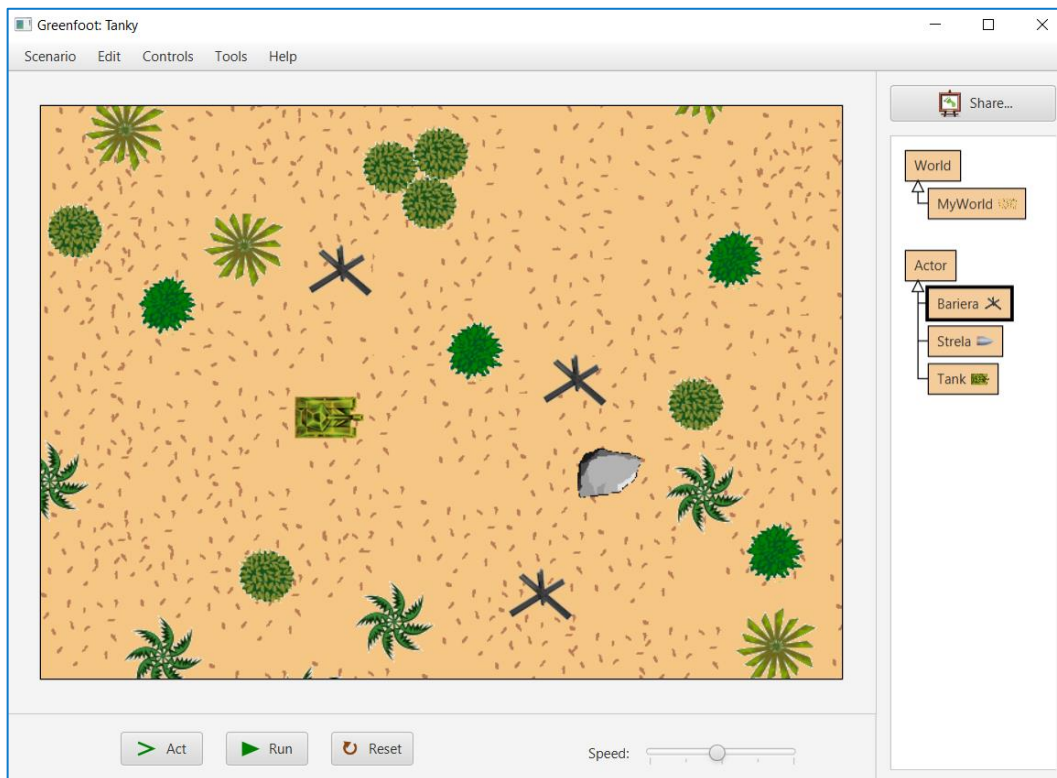 Greenfoot: Tanky
Scenario Edit Controls Tools Help
Share...
World
MyWorld
Actor
Bariera
Strela
Tank
Act Run Reset Speed: